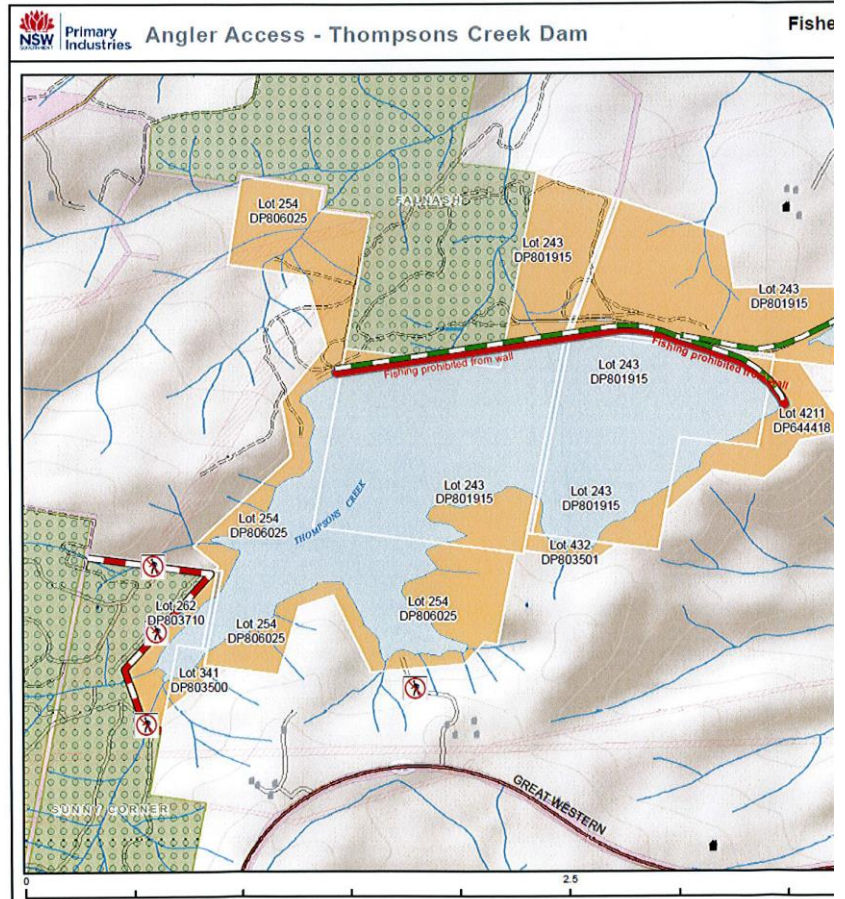 NSW
GOVERNMENT
Primary
Industries
Angler Access - Thompsons Creek Dam
Fishe
Lot 254
DP806025
FALNASH
Lot 243
DP801915
Lot 243
DP801915
Fishing prohibited from wall
Fishing prohibited from wall
Lot 243
DP801915
Lot 4211
DP644418
Lot 243
DP801915
Lot 243
DP801915
Lot 254
DP806025
THOMPSONS CREEK
Lot 432
DP803501
Lot 262
DP803710
Lot 254
DP806025
Lot 254
DP806025
Lot 341
DP803500
GREAT WESTERN
SUNNY CORNER
0
2.5